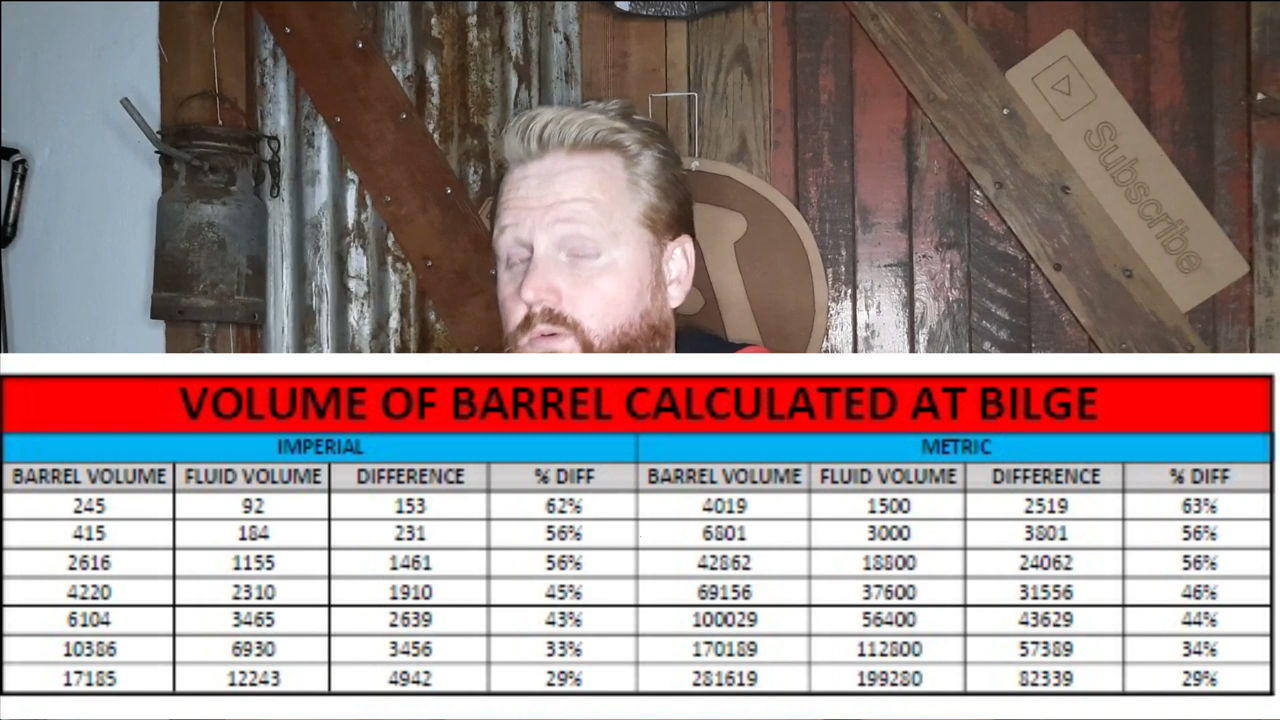 Subscribe
VOLUME OF BARREL CALCULATED AT BILGE
IMPERIAL METRIC
BARREL VOLUME FLUID VOLUME DIFFERENCE % DIFF BARREL VOLUME FLUID VOLUME DIFFERENCE % DIFF
245 92 153 62% 4019 1500 2519 63%
415 184 231 56% 6801 3000 3801 56%
2616 1155 1461 56% 42862 18800 24062 56%
4220 2310 1910 45% 69156 37600 31556 46%
6104 3465 2639 43% 100029 56400 43629 44%
10386 6930 3456 33% 170189 112800 57389 34%
17185 12243 4942 29% 281619 199280 82339 29%